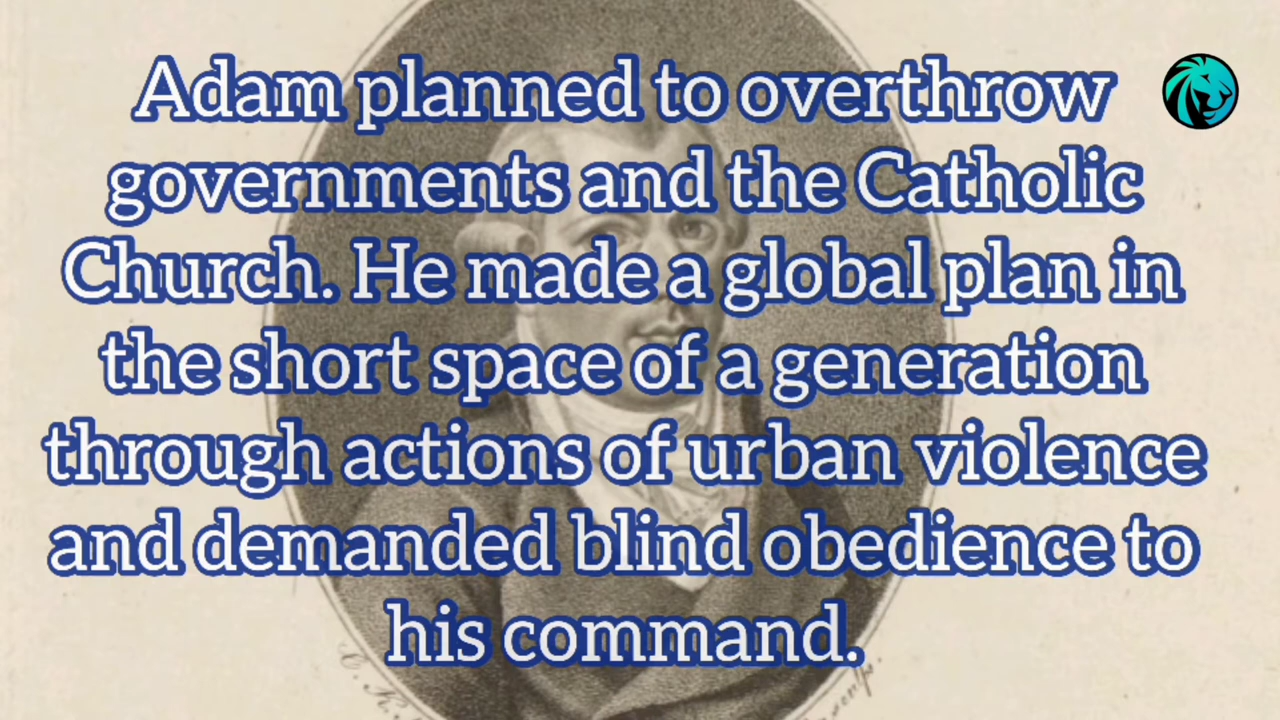 Adam planned to overthrow
governments and the Catholic
Church. He made a global plan in
the short space of a generation
through actions of urban violence
and demanded blind obedience to
his command.